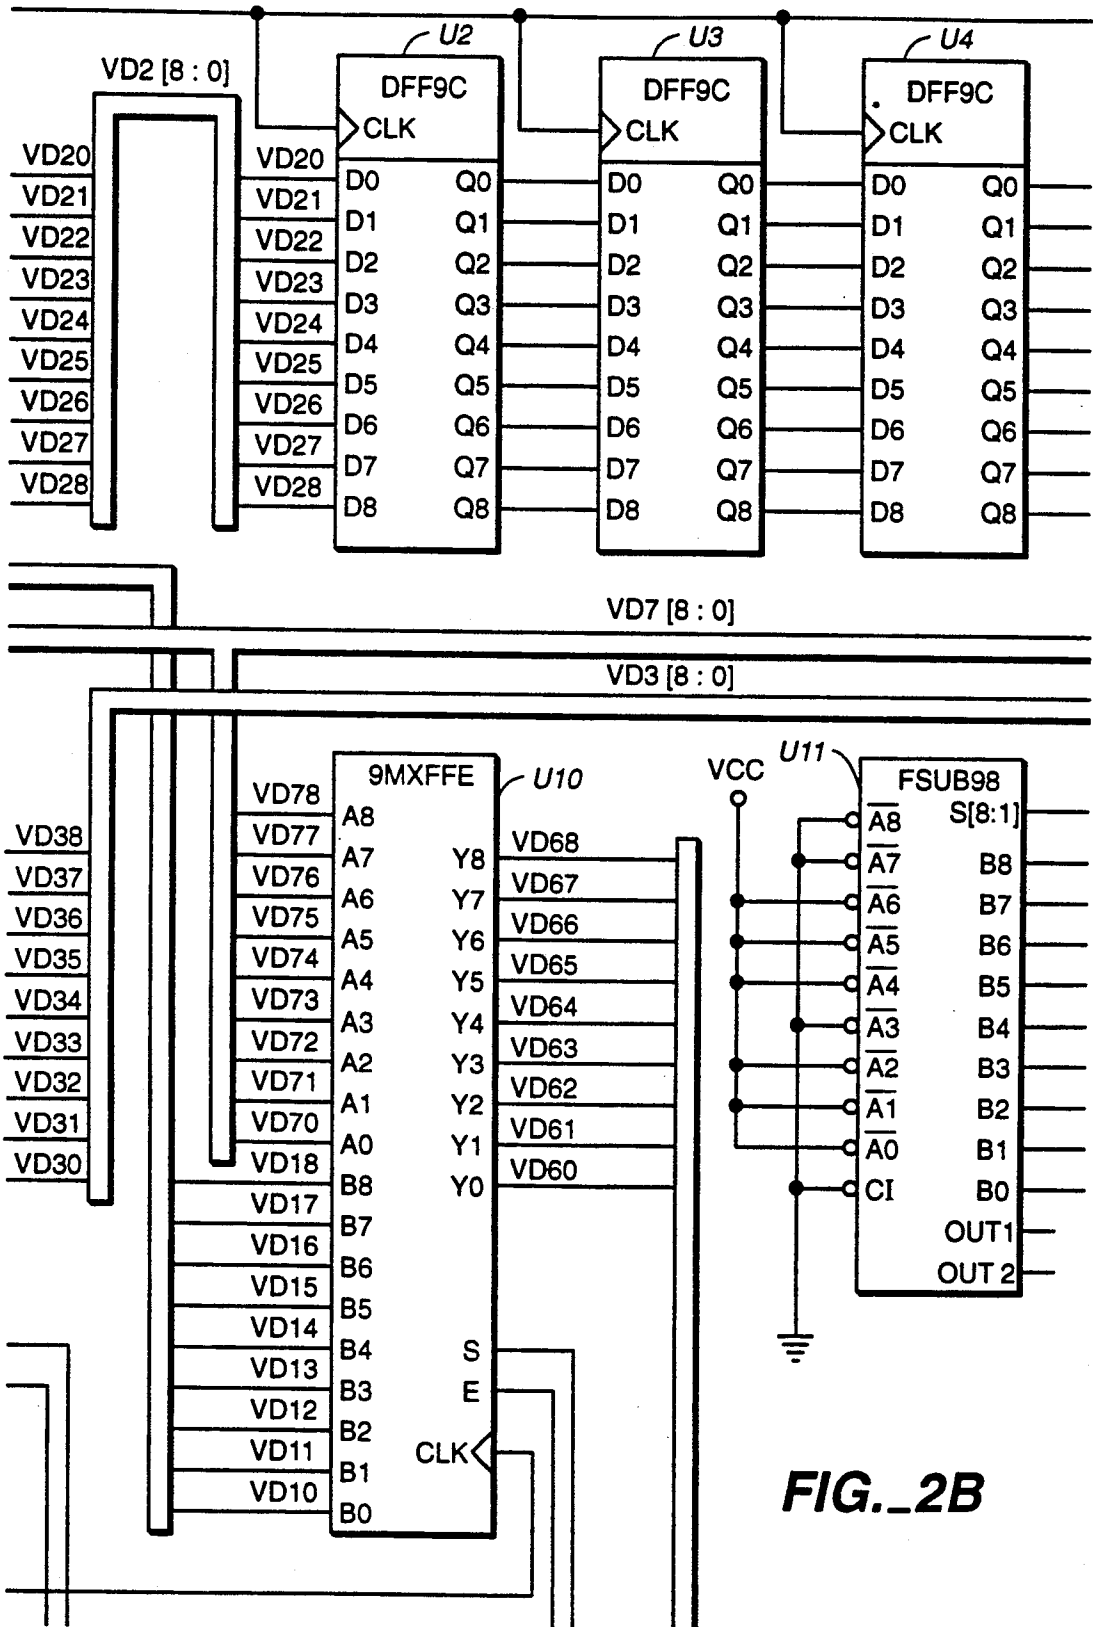 U2 U3 U4
VD2 [8 : 0] DFF9C DFF9C DFF9C
CLK CLK CLK
VD20 VD20 D0 Q0 D0 Q0 D0 Q0
VD21 VD21 D1 Q1 D1 Q1 D1 Q1
VD22 VD22 D2 Q2 D2 Q2 D2 Q2
VD23 VD23 D3 Q3 D3 Q3 D3 Q3
VD24 VD24 D4 Q4 D4 Q4 D4 Q4
VD25 VD25 D5 Q5 D5 Q5 D5 Q5
VD26 VD26 D6 Q6 D6 Q6 D6 Q6
VD27 VD27 D7 Q7 D7 Q7 D7 Q7
VD28 VD28 D8 Q8 D8 Q8 D8 Q8
VD7 [8 : 0]
VD3 [8 : 0]
VD38
VD37
VD36
VD35
VD34
VD33
VD32
VD31
VD30
9MXFFE U10
VD78 A8
VD77 A7 Y8 VD68
VD76 A6 Y7 VD67
VD75 A5 Y6 VD66
VD74 A4 Y5 VD65
VD73 A3 Y4 VD64
VD72 A2 Y3 VD63
VD71 A1 Y2 VD62
VD70 A0 Y1 VD61
VD18 B8 Y0 VD60
VD17 B7
VD16 B6
VD15 B5
VD14 B4 S
VD13 B3 E
VD12 B2
VD11 B1 CLK
VD10 B0
VCC U11 FSUB98
A̅8̅ S[8:1]
A̅7̅ B8
A̅6̅ B7
A̅5̅ B6
A̅4̅ B5
A̅3̅ B4
A̅2̅ B3
A̅1̅ B2
A̅0̅ B1
CI B0
OUT1
OUT 2
FIG._2B